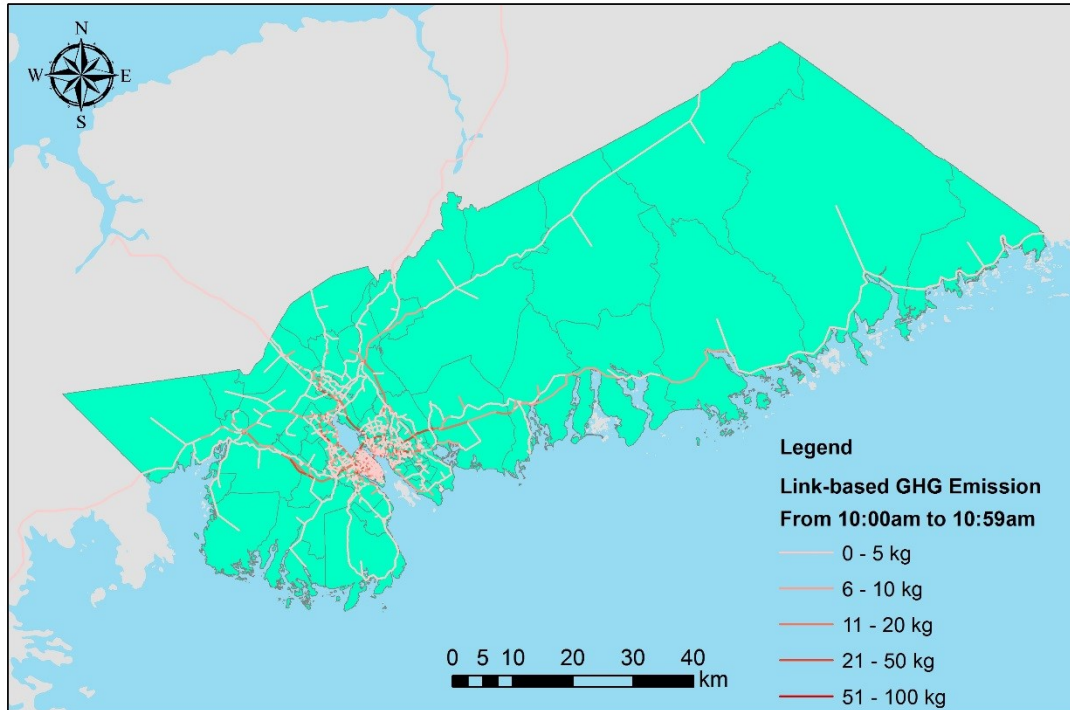 N
W E
S
Legend
Link-based GHG Emission
From 10:00am to 10:59am
0 - 5 kg
6 - 10 kg
11 - 20 kg
21 - 50 kg
51 - 100 kg
0 5 10 20 30 40
km